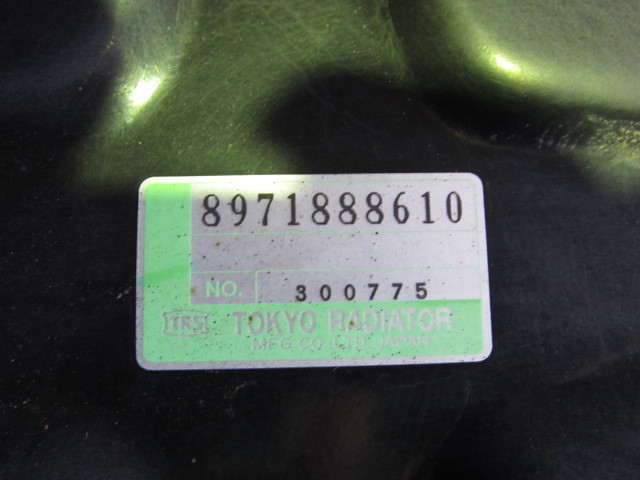 8971888610
NO. 300775
TRS TOKYO RADIATOR
MFG.CO.,LTD. JAPAN